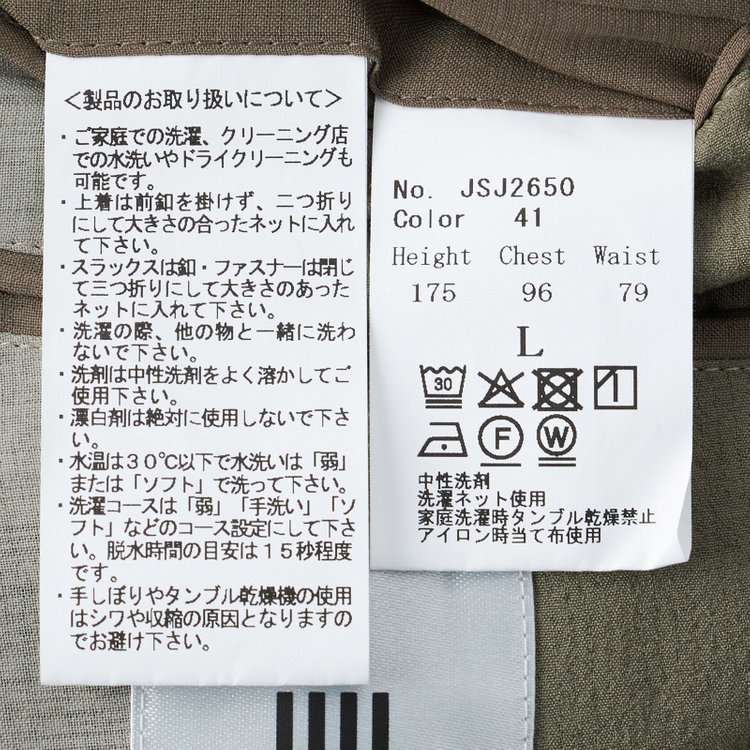 ＜製品のお取り扱いについて＞
・ご家庭での洗濯、クリーニング店
での水洗いやドライクリーニングも
可能です。
・上着は前釦を掛けず、二つ折り
にして大きさの合ったネットに入れ
て下さい。
・スラックスは釦・ファスナーは閉じ
て三つ折りにして大きさのあった
ネットに入れて下さい。
・洗濯の際、他の物と一緒に洗わ
ないで下さい。
・洗剤は中性洗剤をよく溶かしてご
使用下さい。
・漂白剤は絶対に使用しないで下さ
い。
・水温は３０℃以下で水洗いは「弱」
または「ソフト」で洗って下さい。
・洗濯コースは「弱」「手洗い」「ソ
フト」などのコース設定にして下さ
い。脱水時間の目安は１５秒程度
です。
・手しぼりやタンブル乾燥機の使用
はシワや収縮の原因となりますの
でお避け下さい。
No. JSJ2650
Color 41
Height Chest Waist
175 96 79
L
30
F W
中性洗剤
洗濯ネット使用
家庭洗濯時タンブル乾燥禁止
アイロン時当て布使用